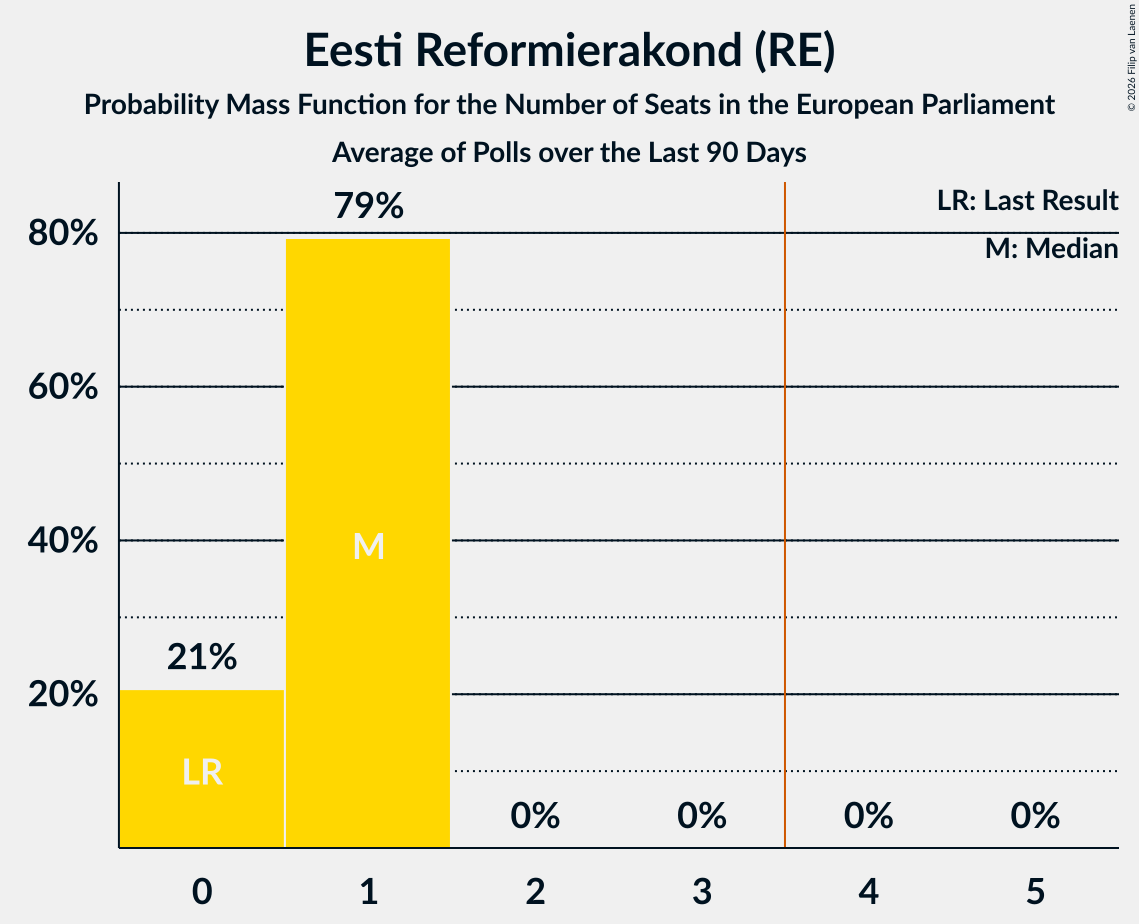 Eesti Reformierakond (RE)
Probability Mass Function for the Number of Seats in the European Parliament
Average of Polls over the Last 90 Days
© 2026 Filip van Laenen
LR: Last Result
M: Median
79%
80%
60%
40%
M
21%
20%
LR
0%
0%
0%
0%
0
1
2
3
4
5